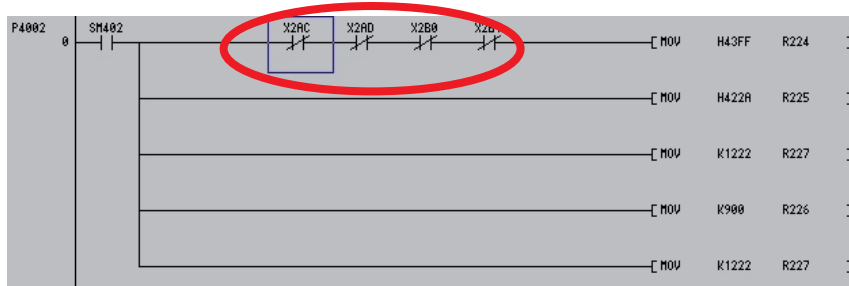 P4002 SM402 X2AC X2AD X2B0
0 MOV H43FF R224
MOV H422A R225
MOV K1222 R227
MOV K900 R226
MOV K1222 R227